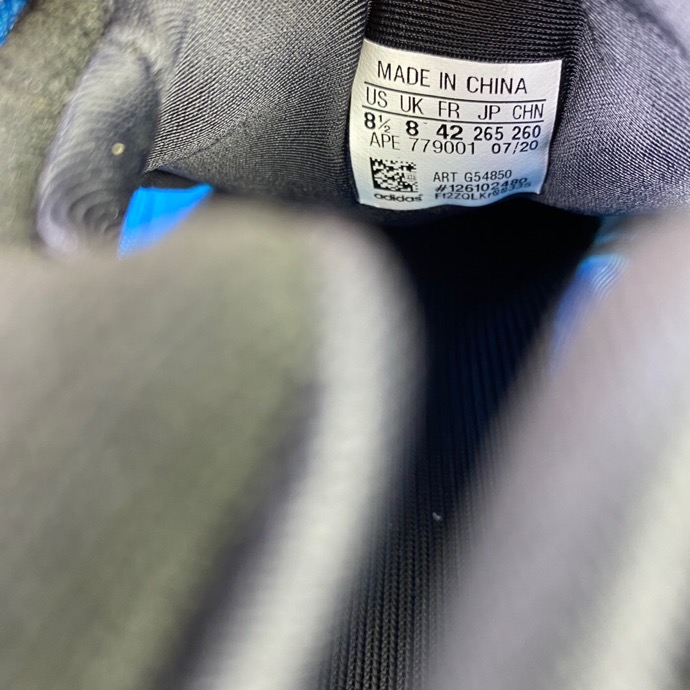 MADE IN CHINA
US UK FR JP CHN
8½ 8 42 265 260
APE 779001 07/20
ART G54850
adidas